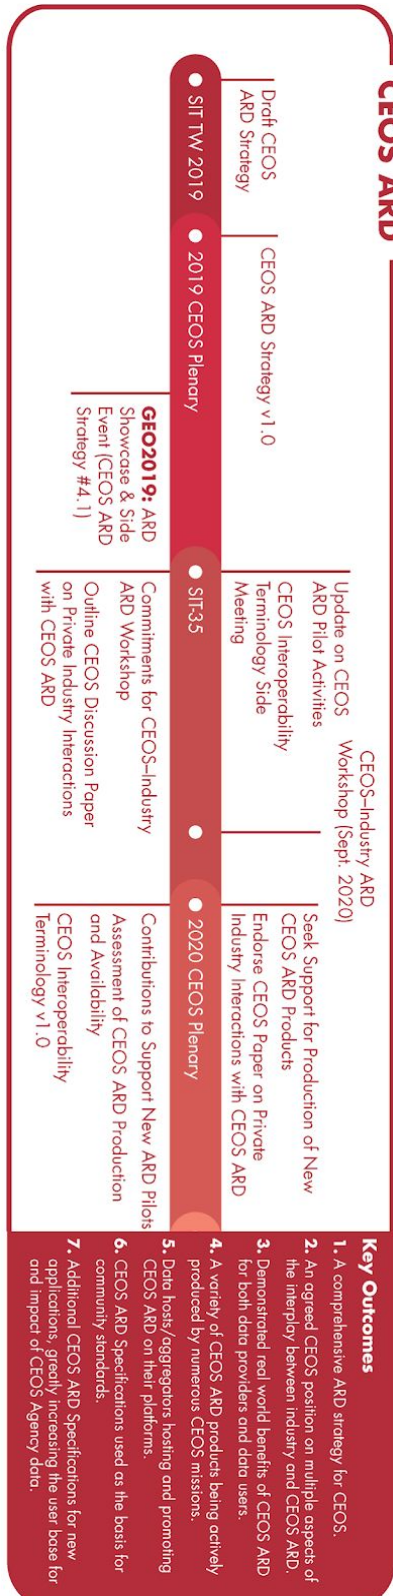 CEOS ARD
Draft CEOS
ARD Strategy
CEOS ARD Strategy v1.0
Update on CEOS
ARD Pilot Activities
CEOS Interoperability
Terminology Side
Meeting
CEOS–Industry ARD
Workshop (Sept. 2020)
Seek Support for Production of New
CEOS ARD Products
Endorse CEOS Paper on Private
Industry Interactions with CEOS ARD
SIT TW 2019
2019 CEOS Plenary
SIT-35
2020 CEOS Plenary
GEO2019: ARD
Showcase & Side
Event (CEOS ARD
Strategy #4.1)
Commitments for CEOS–Industry
ARD Workshop
Outline CEOS Discussion Paper
on Private Industry Interactions
with CEOS ARD
Contributions to Support New ARD Pilots
Assessment of CEOS ARD Production
and Availability
CEOS Interoperability
Terminology v1.0
Key Outcomes
1. A comprehensive ARD strategy for CEOS.
2. An agreed CEOS position on multiple aspects of
the interplay between industry and CEOS ARD.
3. Demonstrated real world benefits of CEOS ARD
for both data providers and data users.
4. A variety of CEOS ARD products being actively
produced by numerous CEOS missions.
5. Data hosts/aggregators hosting and promoting
CEOS ARD on their platforms.
6. CEOS ARD Specifications used as the basis for
community standards.
7. Additional CEOS ARD Specifications for new
applications, greatly increasing the user base for
and impact of CEOS Agency data.